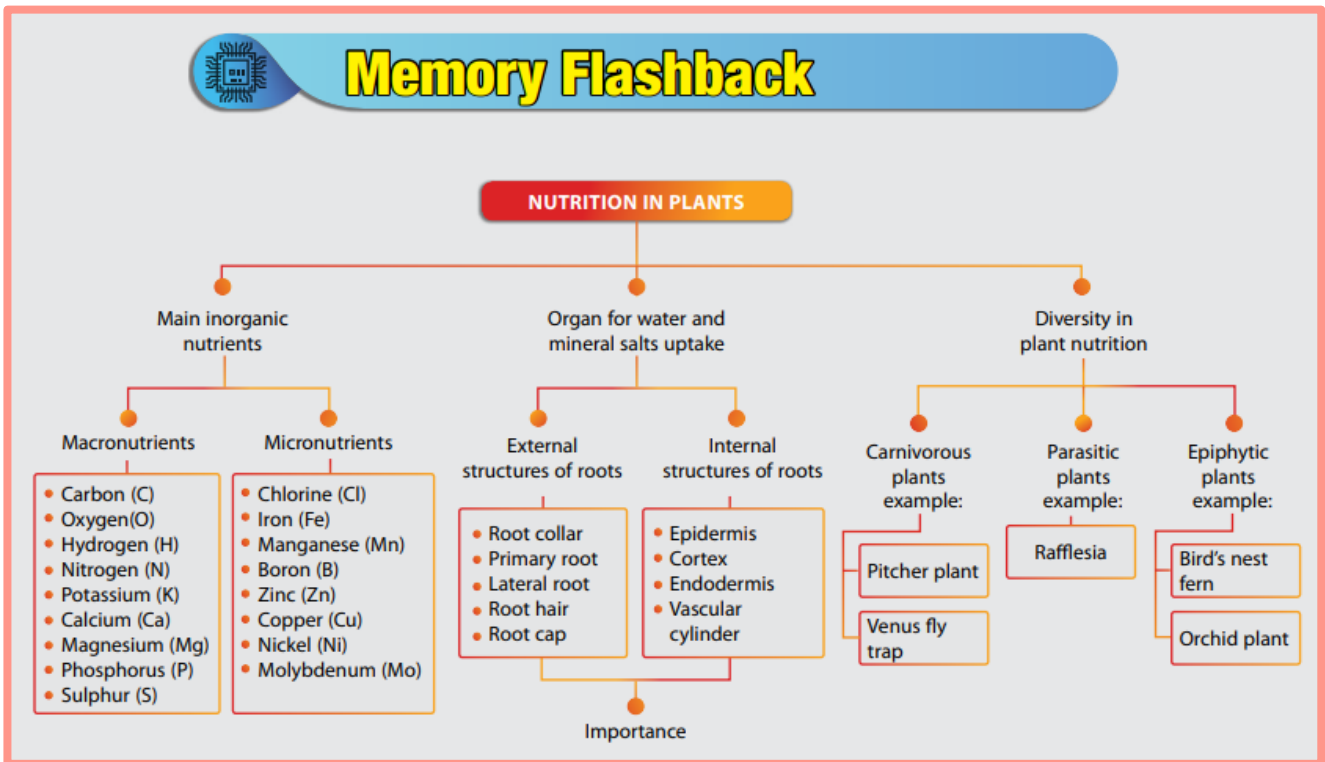 Memory Flashback
NUTRITION IN PLANTS
Main inorganic
nutrients
Macronutrients
Carbon (C)
Oxygen(O)
Hydrogen (H)
Nitrogen (N)
Potassium (K)
Calcium (Ca)
Magnesium (Mg)
Phosphorus (P)
Sulphur (S)
Micronutrients
Chlorine (Cl)
Iron (Fe)
Manganese (Mn)
Boron (B)
Zinc (Zn)
Copper (Cu)
Nickel (Ni)
Molybdenum (Mo)
Organ for water and
mineral salts uptake
External
structures of roots
Root collar
Primary root
Lateral root
Root hair
Root cap
Internal
structures of roots
Epidermis
Cortex
Endodermis
Vascular
cylinder
Importance
Diversity in
plant nutrition
Carnivorous
plants
example:
Pitcher plant
Venus fly
trap
Parasitic
plants
example:
Rafflesia
Epiphytic
plants
example:
Bird's nest
fern
Orchid plant